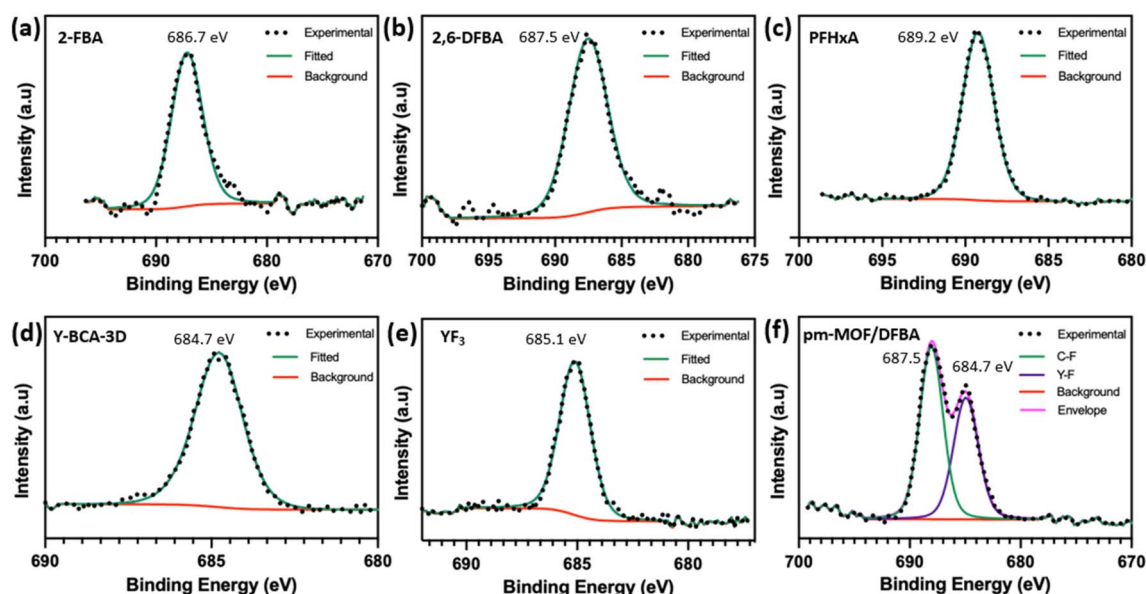 (a) 2-FBA 686.7 eV Experimental
Fitted
Background
Intensity (a.u)
700 690 680 670
Binding Energy (eV)
(b) 2,6-DFBA 687.5 eV Experimental
Fitted
Background
Intensity (a.u)
700 695 690 685 680 675
Binding Energy (eV)
(c) PFHxA 689.2 eV Experimental
Fitted
Background
Intensity (a.u)
700 695 690 685 680
Binding Energy (eV)
(d) Y-BCA-3D 684.7 eV Experimental
Fitted
Background
Intensity (a.u)
690 685 680
Binding Energy (eV)
(e) YF3 685.1 eV Experimental
Fitted
Background
Intensity (a.u)
690 685 680
Binding Energy (eV)
(f) pm-MOF/DFBA Experimental
687.5 684.7 eV C-F
Y-F
Background
Envelope
Intensity (a.u)
700 690 680 670
Binding Energy (eV)